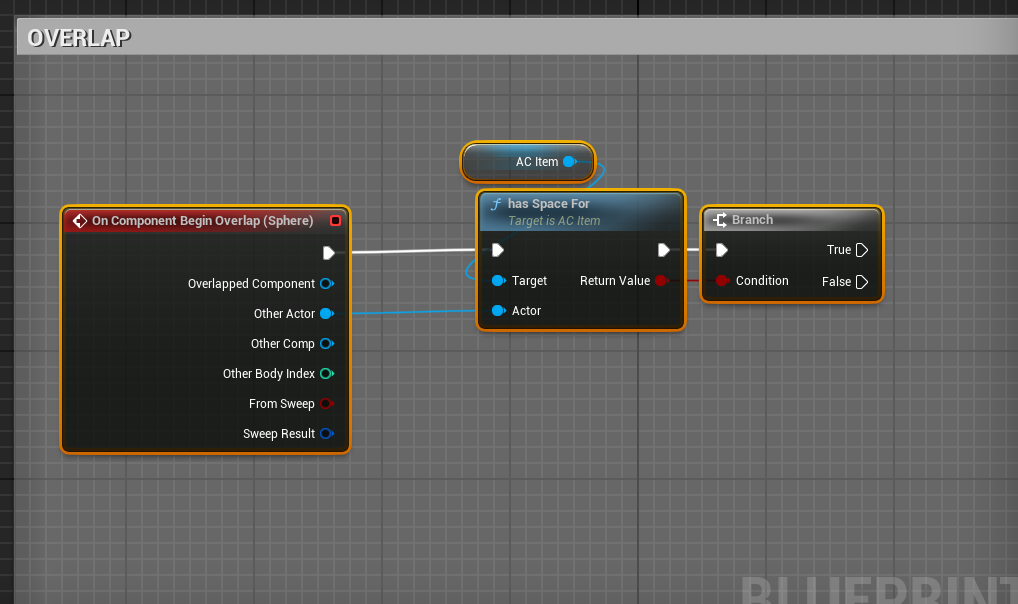 OVERLAP
AC Item
On Component Begin Overlap (Sphere)
Overlapped Component
Other Actor
Other Comp
Other Body Index
From Sweep
Sweep Result
has Space For
Target is AC Item
Target
Return Value
Actor
Branch
True
Condition
False
BLUEPRINT